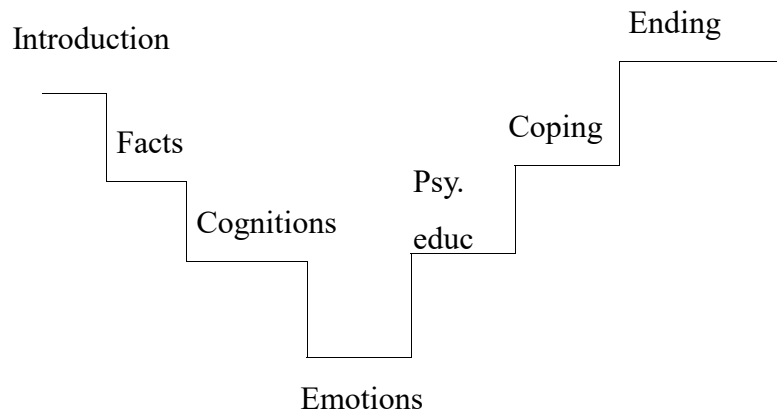 Introduction
Facts
Cognitions
Emotions
Psy.
educ
Coping
Ending